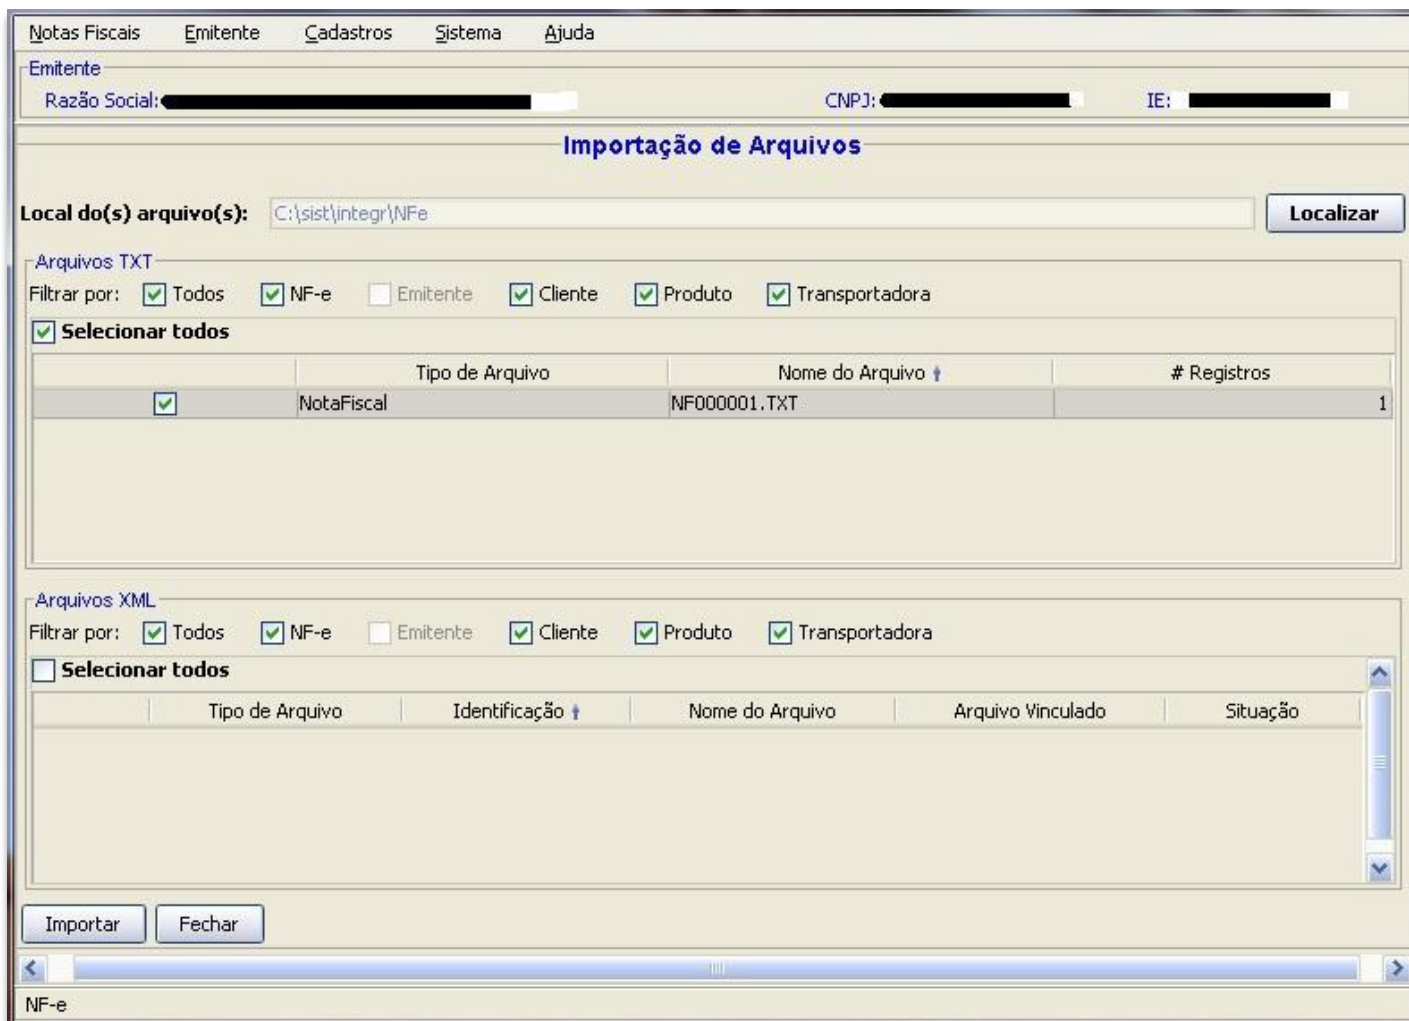 Notas Fiscais Emitente Cadastros Sistema Ajuda
Emitente
Razão Social: CNPJ: IE:
Importação de Arquivos
Local do(s) arquivo(s): C:\sist\integr\NFe Localizar
Arquivos TXT
Filtrar por: Todos NF-e Emitente Cliente Produto Transportadora
Selecionar todos
Tipo de Arquivo Nome do Arquivo # Registros
NotaFiscal NF000001.TXT 1
Arquivos XML
Filtrar por: Todos NF-e Emitente Cliente Produto Transportadora
Selecionar todos
Tipo de Arquivo Identificação Nome do Arquivo Arquivo Vinculado Situação
Importar Fechar
NF-e